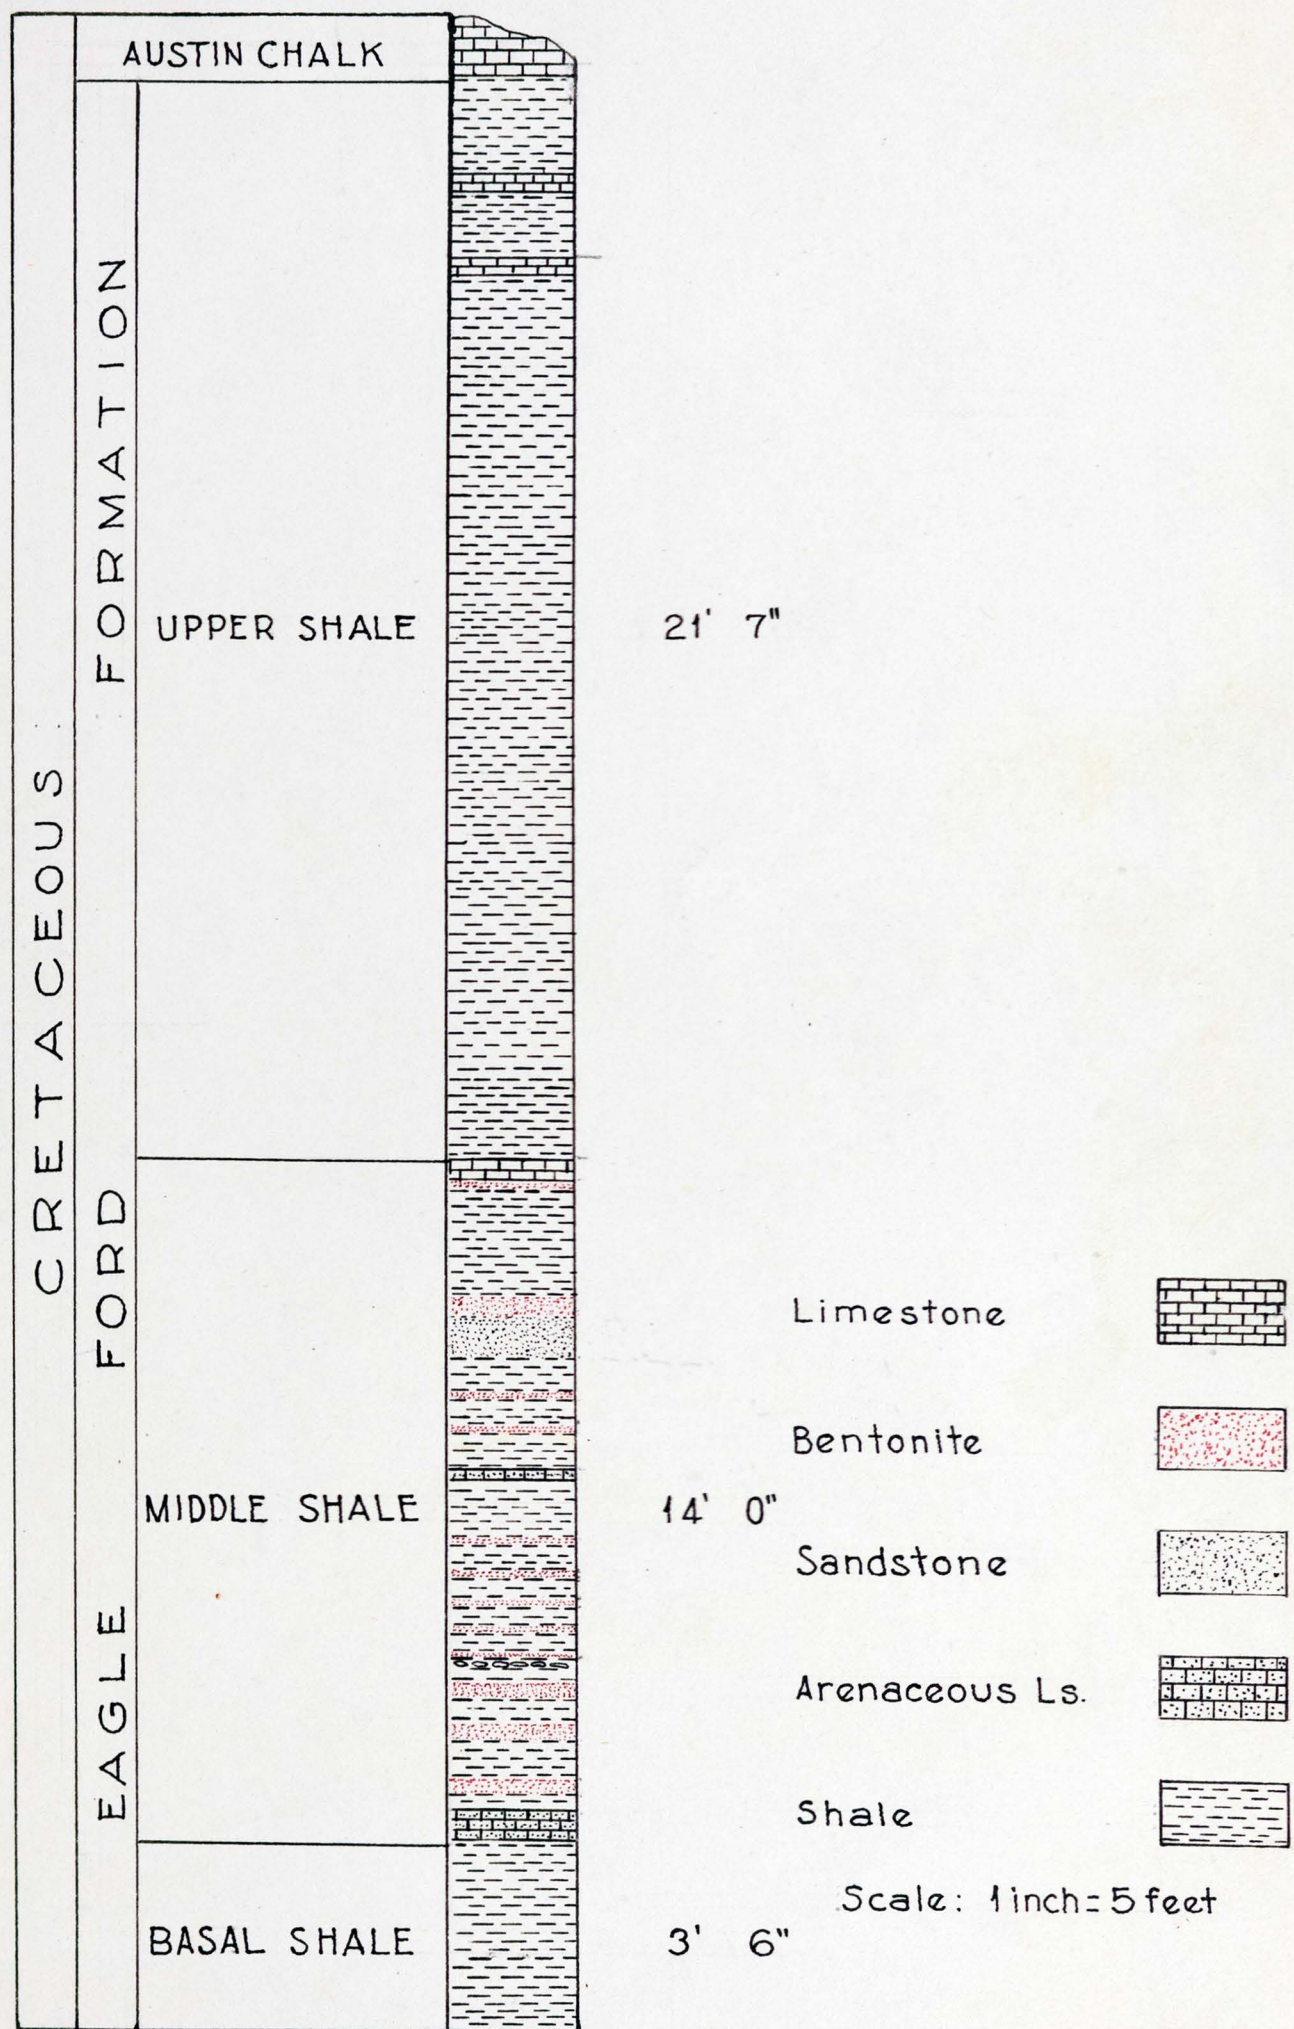 CRETACEOUS
EAGLE FORD FORMATION
AUSTIN CHALK
UPPER SHALE
21' 7"
MIDDLE SHALE
14' 0"
BASAL SHALE
3' 6"
Limestone
Bentonite
Sandstone
Arenaceous Ls.
Shale
Scale: 1 inch = 5 feet